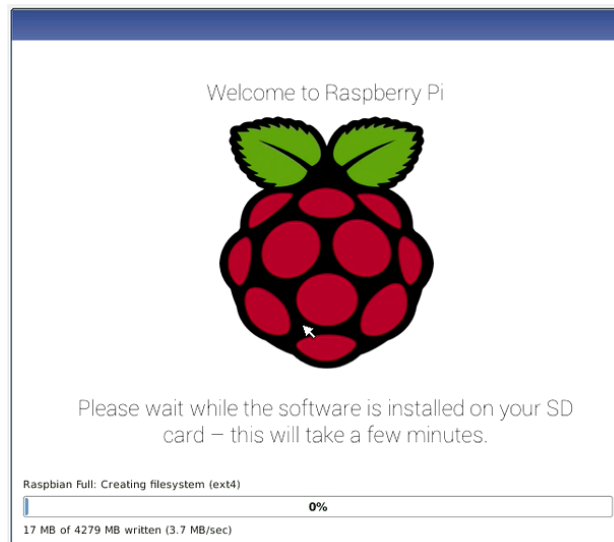 Welcome to Raspberry Pi
Please wait while the software is installed on your SD
card – this will take a few minutes.
Raspbian Full: Creating filesystem (ext4)
0%
17 MB of 4279 MB written (3.7 MB/sec)